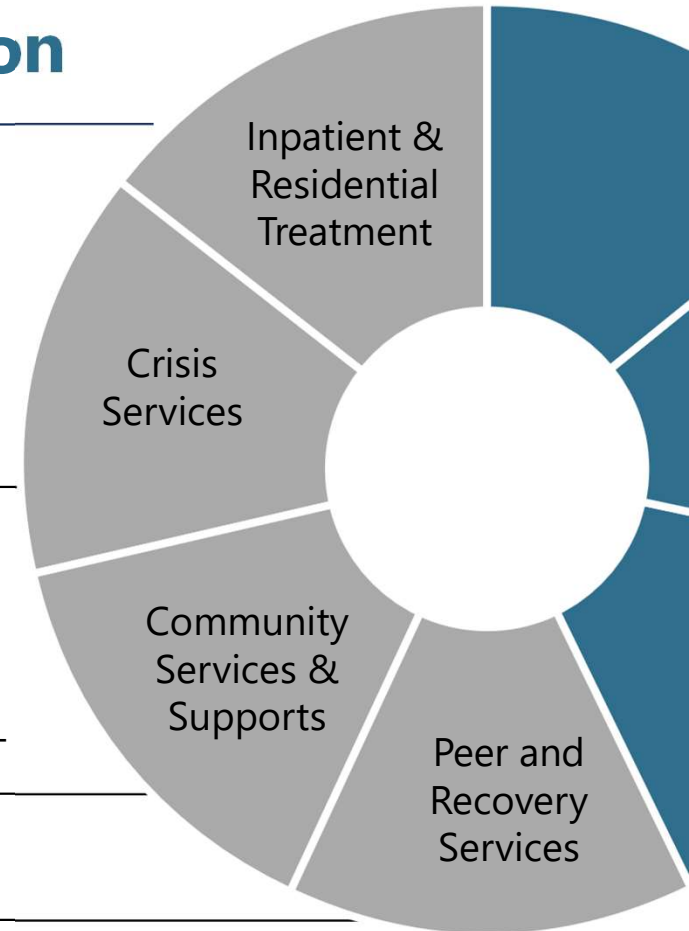 on
Inpatient &
Residential
Treatment
Crisis
Services
Community
Services &
Supports
Peer and
Recovery
Services